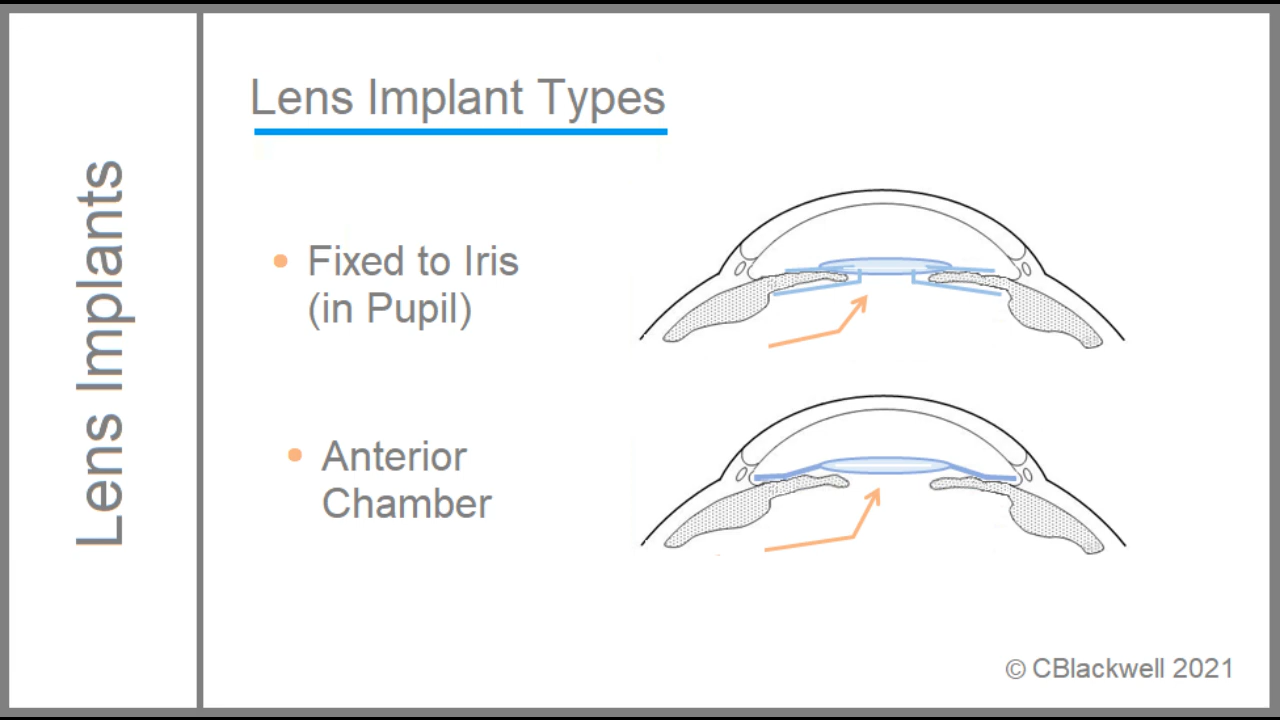 Lens Implants
Lens Implant Types
• Fixed to Iris
(in Pupil)
• Anterior
Chamber
© CBlackwell 2021